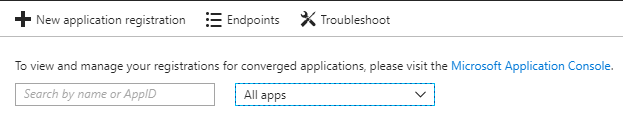 New application registration Endpoints Troubleshoot
To view and manage your registrations for converged applications, please visit the Microsoft Application Console.
Search by name or AppID All apps